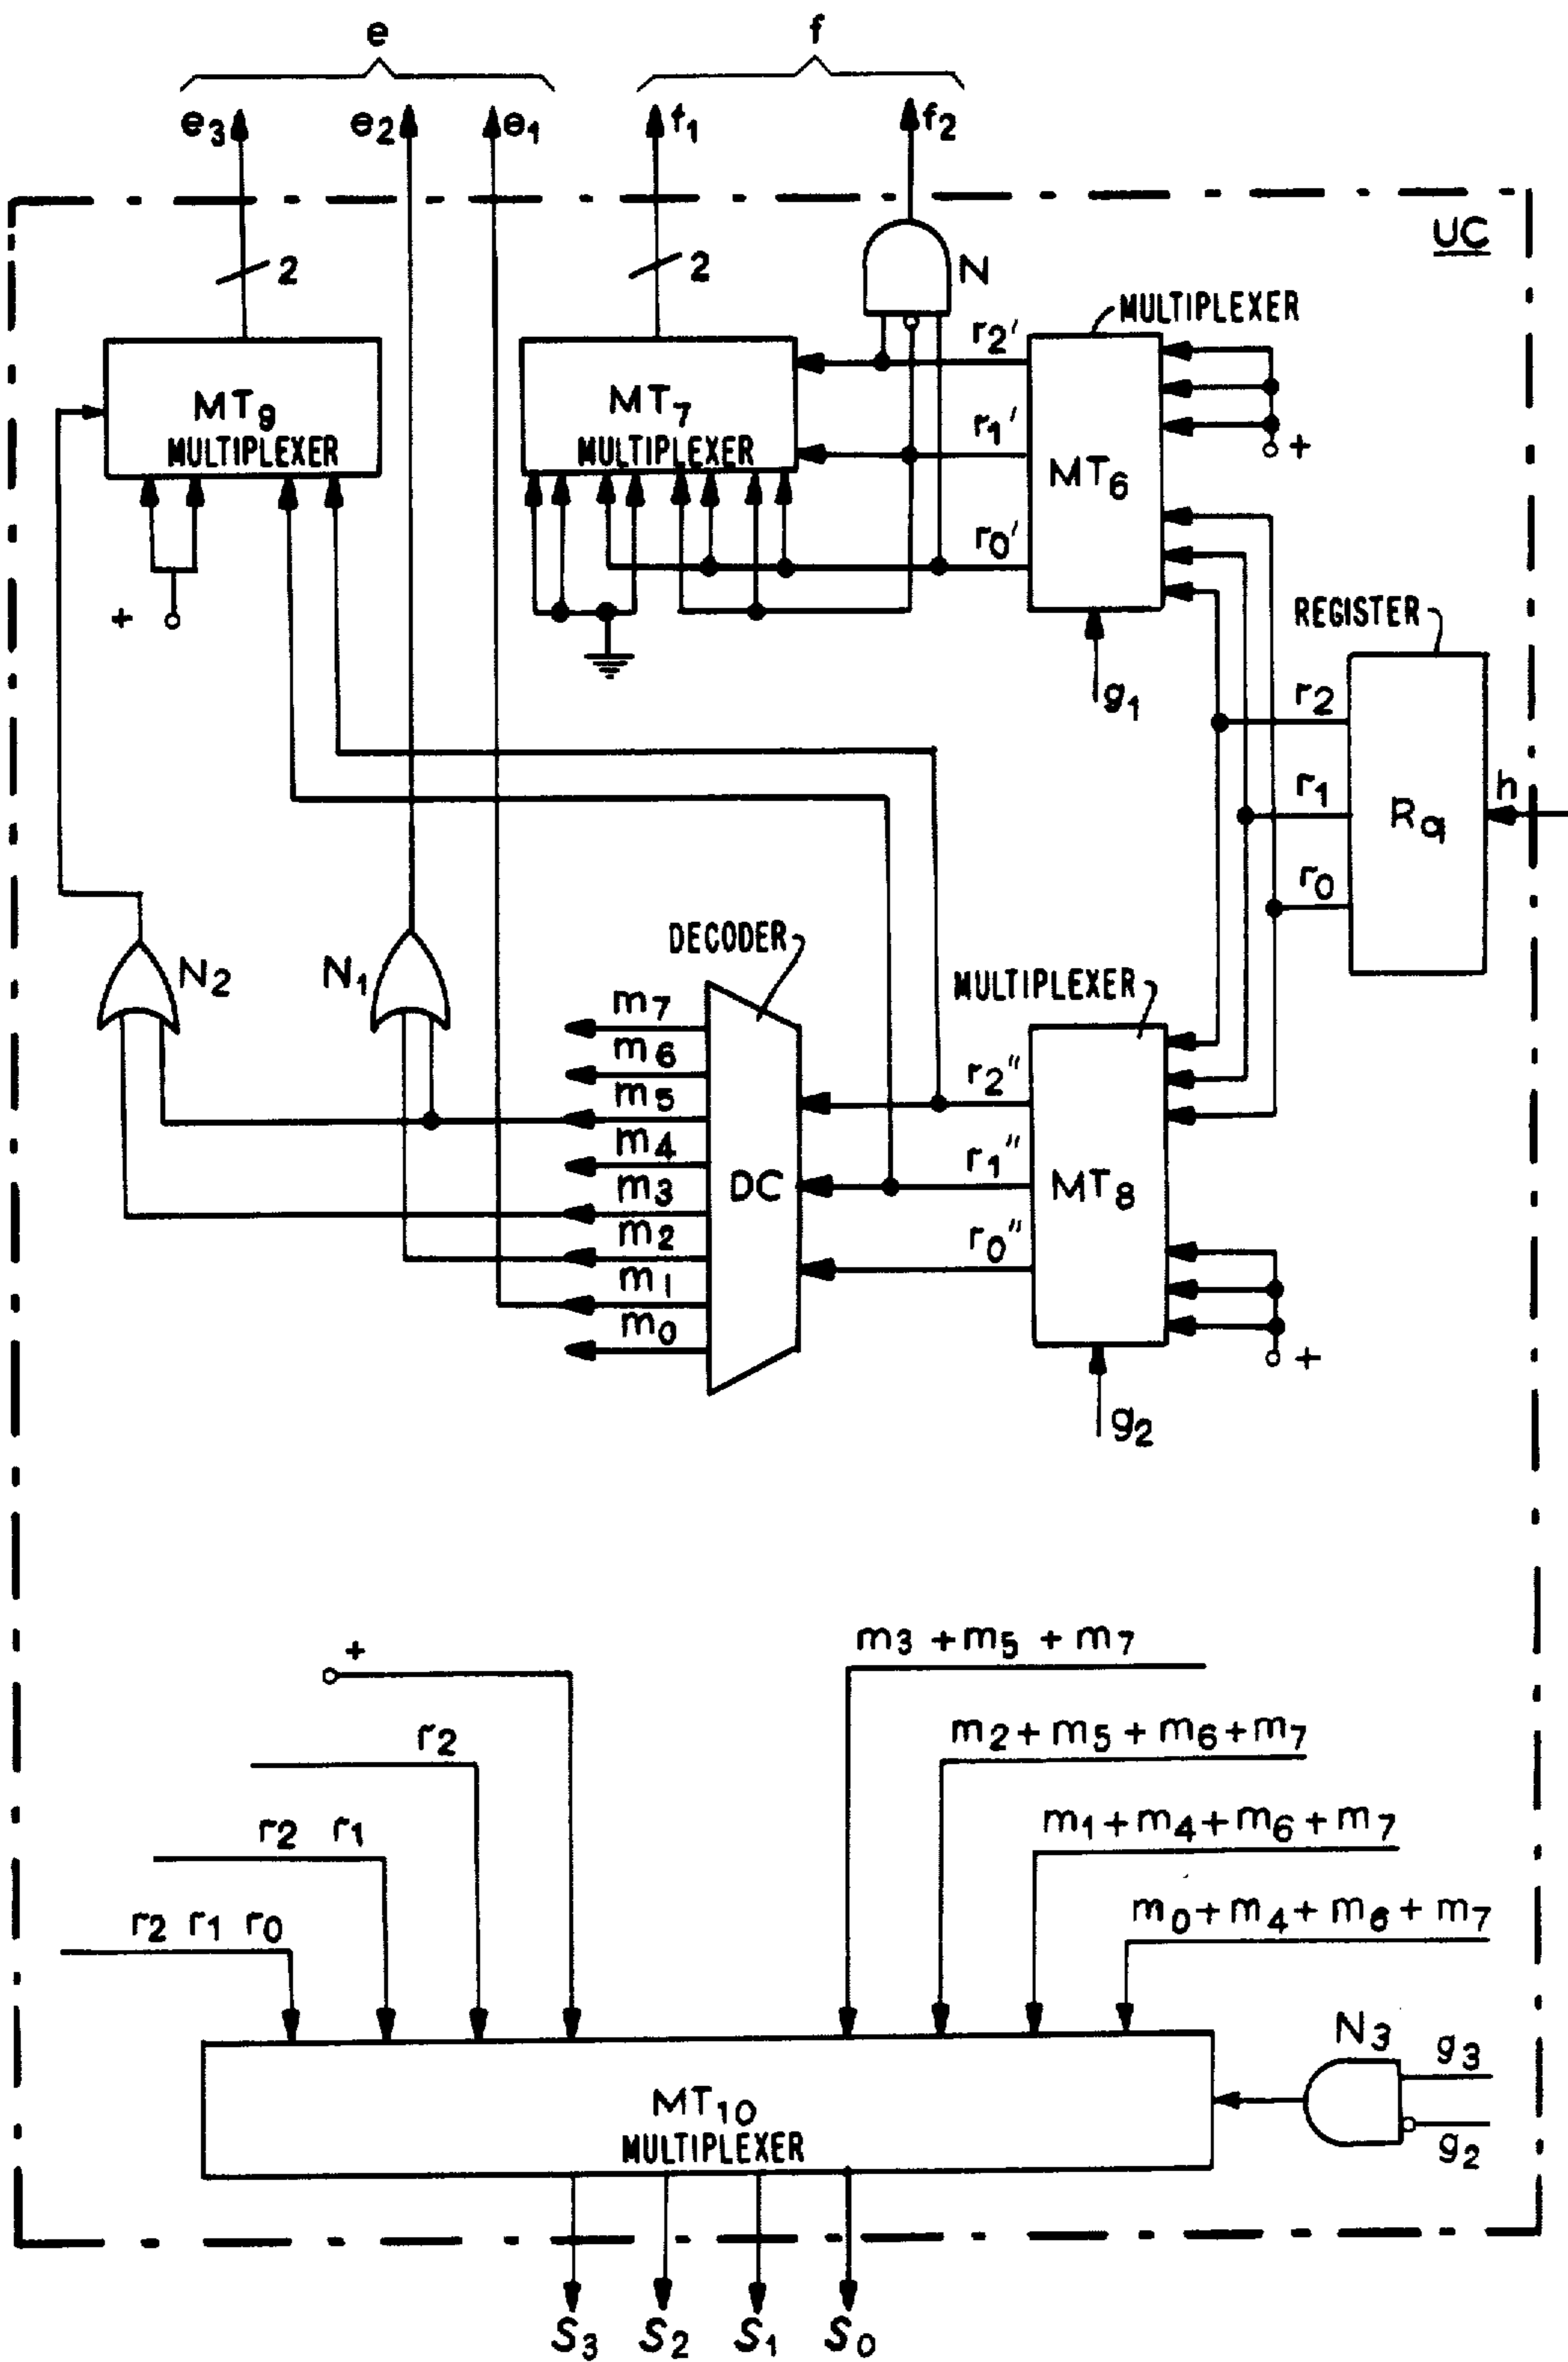 e f
e3 e2 e1 f1 f2
UC
2 2 N
MULTIPLEXER
r2'
MT9 MULTIPLEXER
MT7 MULTIPLEXER
r1'
MT6
+
r0'
+
REGISTER
g1
r2
r1
h
Rq
r0
DECODER
N2 N1
MULTIPLEXER
m7
m6
r2"
m5
m4
DC
r1"
MT8
m3
m2
r0"
m1
m0
+
g2
+
m3 + m5 + m7
r2
m2 + m5 + m6 + m7
r2 r1
m1 + m4 + m6 + m7
r2 r1 r0
m0 + m4 + m6 + m7
N3
g3
MT10
MULTIPLEXER
g2
S3 S2 S1 S0